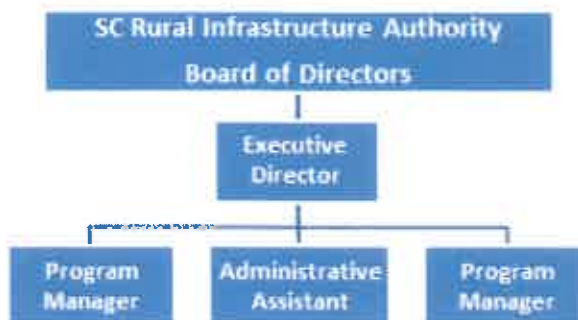 SC Rural Infrastructure Authority
Board of Directors
Executive
Director
Program
Manager
Administrative
Assistant
Program
Manager